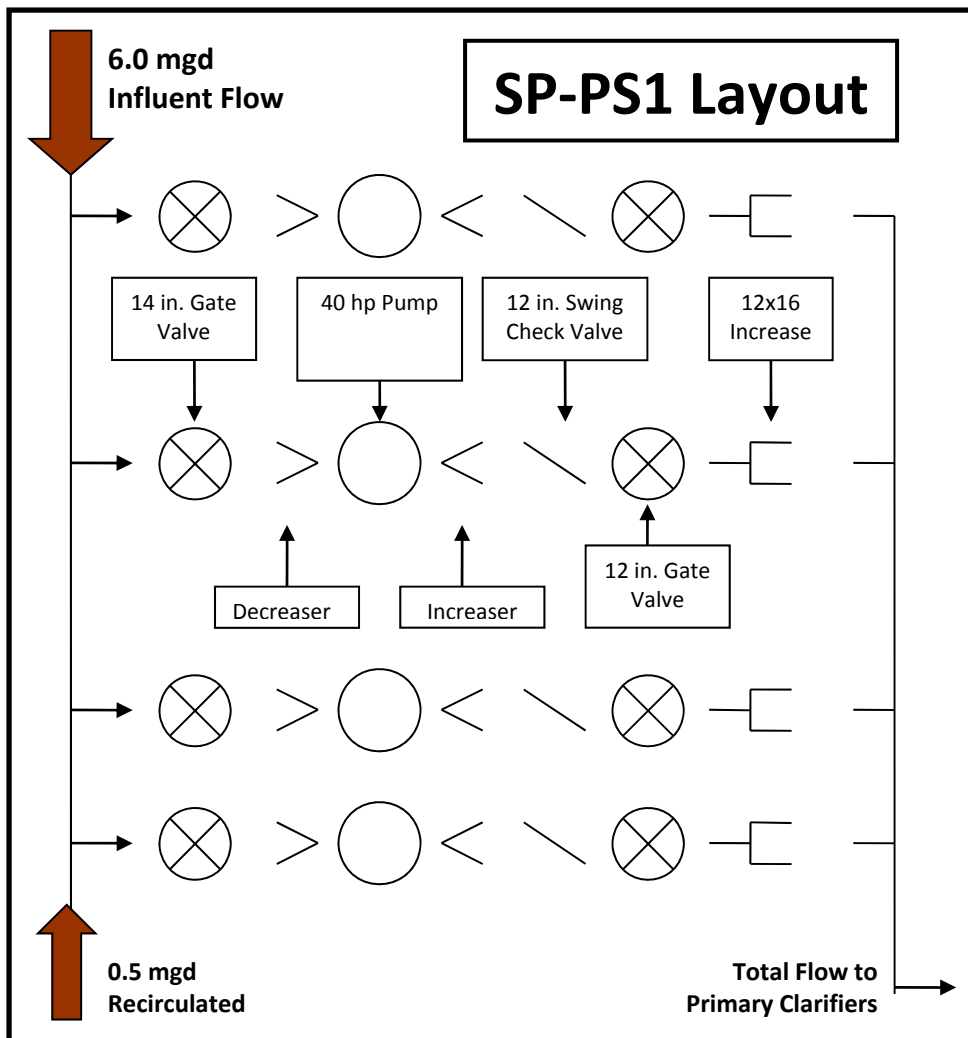 6.0 mgd
Influent Flow
SP-PS1 Layout
14 in. Gate
Valve
40 hp Pump
12 in. Swing
Check Valve
12x16
Increase
Decreaser
Increaser
12 in. Gate
Valve
0.5 mgd
Recirculated
Total Flow to
Primary Clarifiers